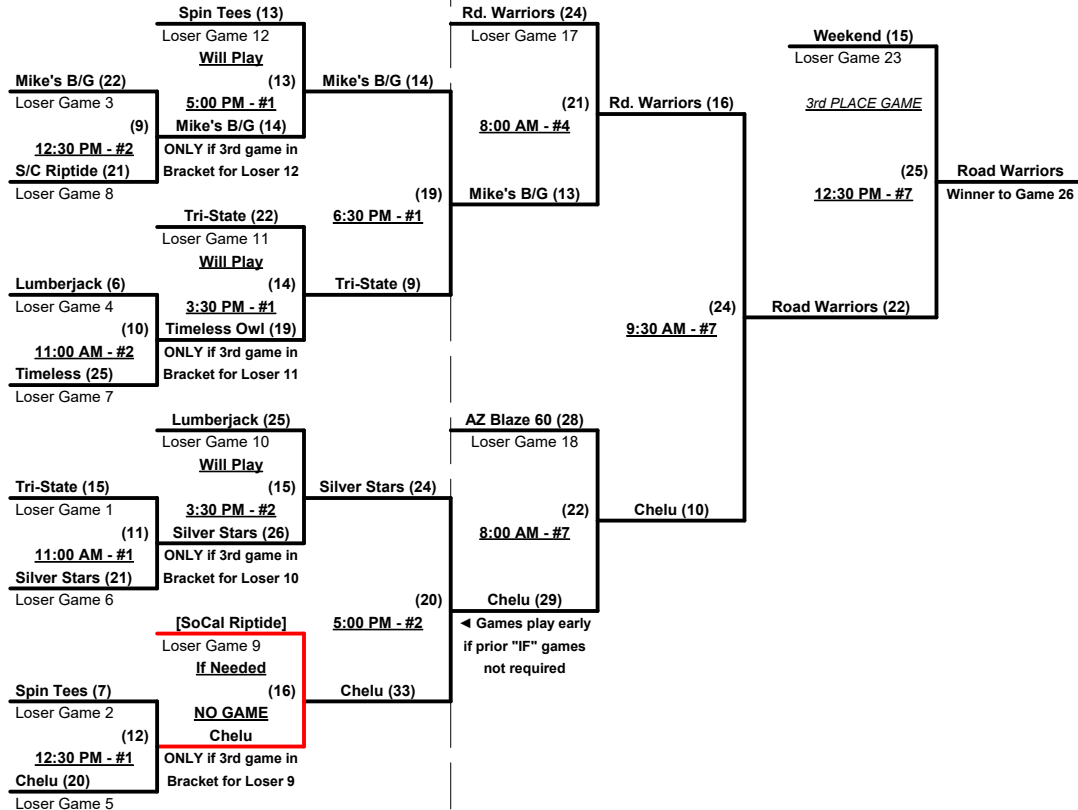 Spin Tees (13)
Loser Game 12
Will Play
Mike's B/G (22)
Loser Game 3
(13)
5:00 PM - #1
Mike's B/G (14)
(9)
12:30 PM - #2
Mike's B/G (14)
ONLY if 3rd game in
Bracket for Loser 12
S/C Riptide (21)
Loser Game 8
Tri-State (22)
Loser Game 11
Will Play
(19)
6:30 PM - #1
Lumberjack (6)
Loser Game 4
(14)
3:30 PM - #1
Tri-State (9)
(10)
11:00 AM - #2
Timeless Owl (19)
ONLY if 3rd game in
Bracket for Loser 11
Timeless (25)
Loser Game 7
Lumberjack (25)
Loser Game 10
Will Play
Tri-State (15)
Loser Game 1
(15)
3:30 PM - #2
Silver Stars (24)
(11)
11:00 AM - #1
Silver Stars (26)
ONLY if 3rd game in
Bracket for Loser 10
Silver Stars (21)
Loser Game 6
(20)
5:00 PM - #2
[SoCal Riptide]
Loser Game 9
If Needed
Spin Tees (7)
Loser Game 2
(16)
NO GAME
Chelu (33)
(12)
12:30 PM - #1
Chelu
ONLY if 3rd game in
Bracket for Loser 9
Chelu (20)
Loser Game 5
Rd. Warriors (24)
Loser Game 17
(21)
8:00 AM - #4
Rd. Warriors (16)
Mike's B/G (13)
(24)
9:30 AM - #7
AZ Blaze 60 (28)
Loser Game 18
(22)
8:00 AM - #7
Chelu (10)
Chelu (29)
◄ Games play early
if prior "IF" games
not required
Weekend (15)
Loser Game 23
3rd PLACE GAME
(25)
12:30 PM - #7
Road Warriors
Winner to Game 26
Road Warriors (22)